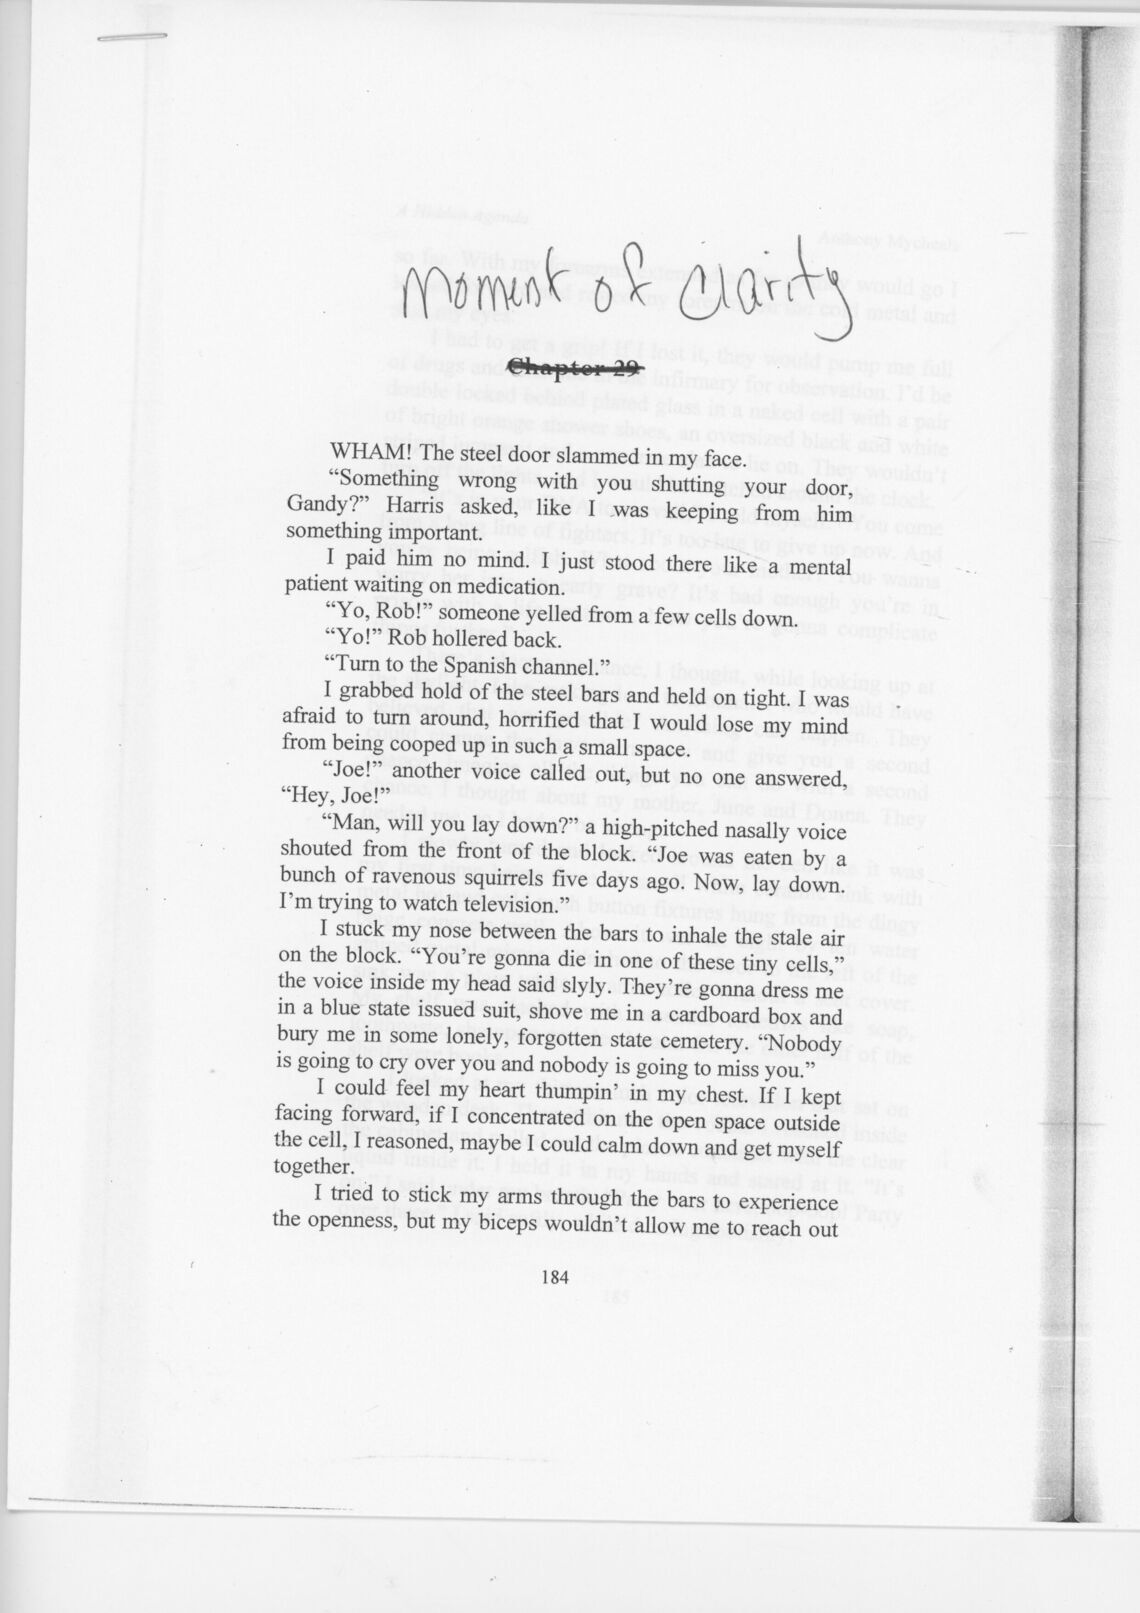 Moment of Clarity
Chapter 29
WHAM! The steel door slammed in my face.
“Something wrong with you shutting your door,
Gandy?” Harris asked, like I was keeping from him
something important.
I paid him no mind. I just stood there like a mental
patient waiting on medication.
“Yo, Rob!” someone yelled from a few cells down.
“Yo!” Rob hollered back.
“Turn to the Spanish channel.”
I grabbed hold of the steel bars and held on tight. I was
afraid to turn around, horrified that I would lose my mind
from being cooped up in such a small space.
“Joe!” another voice called out, but no one answered,
“Hey, Joe!”
“Man, will you lay down?” a high-pitched nasally voice
shouted from the front of the block. “Joe was eaten by a
bunch of ravenous squirrels five days ago. Now, lay down.
I’m trying to watch television.”
I stuck my nose between the bars to inhale the stale air
on the block. “You’re gonna die in one of these tiny cells,”
the voice inside my head said slyly. They’re gonna dress me
in a blue state issued suit, shove me in a cardboard box and
bury me in some lonely, forgotten state cemetery. “Nobody
is going to cry over you and nobody is going to miss you.”
I could feel my heart thumpin’ in my chest. If I kept
facing forward, if I concentrated on the open space outside
the cell, I reasoned, maybe I could calm down and get myself
together.
I tried to stick my arms through the bars to experience
the openness, but my biceps wouldn’t allow me to reach out
184